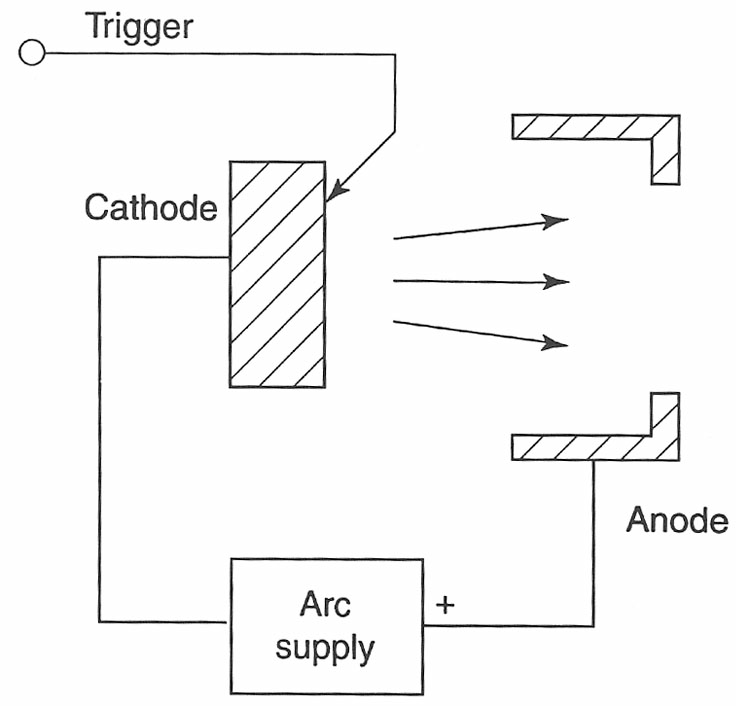 Trigger
Cathode
Anode
Arc
supply
+